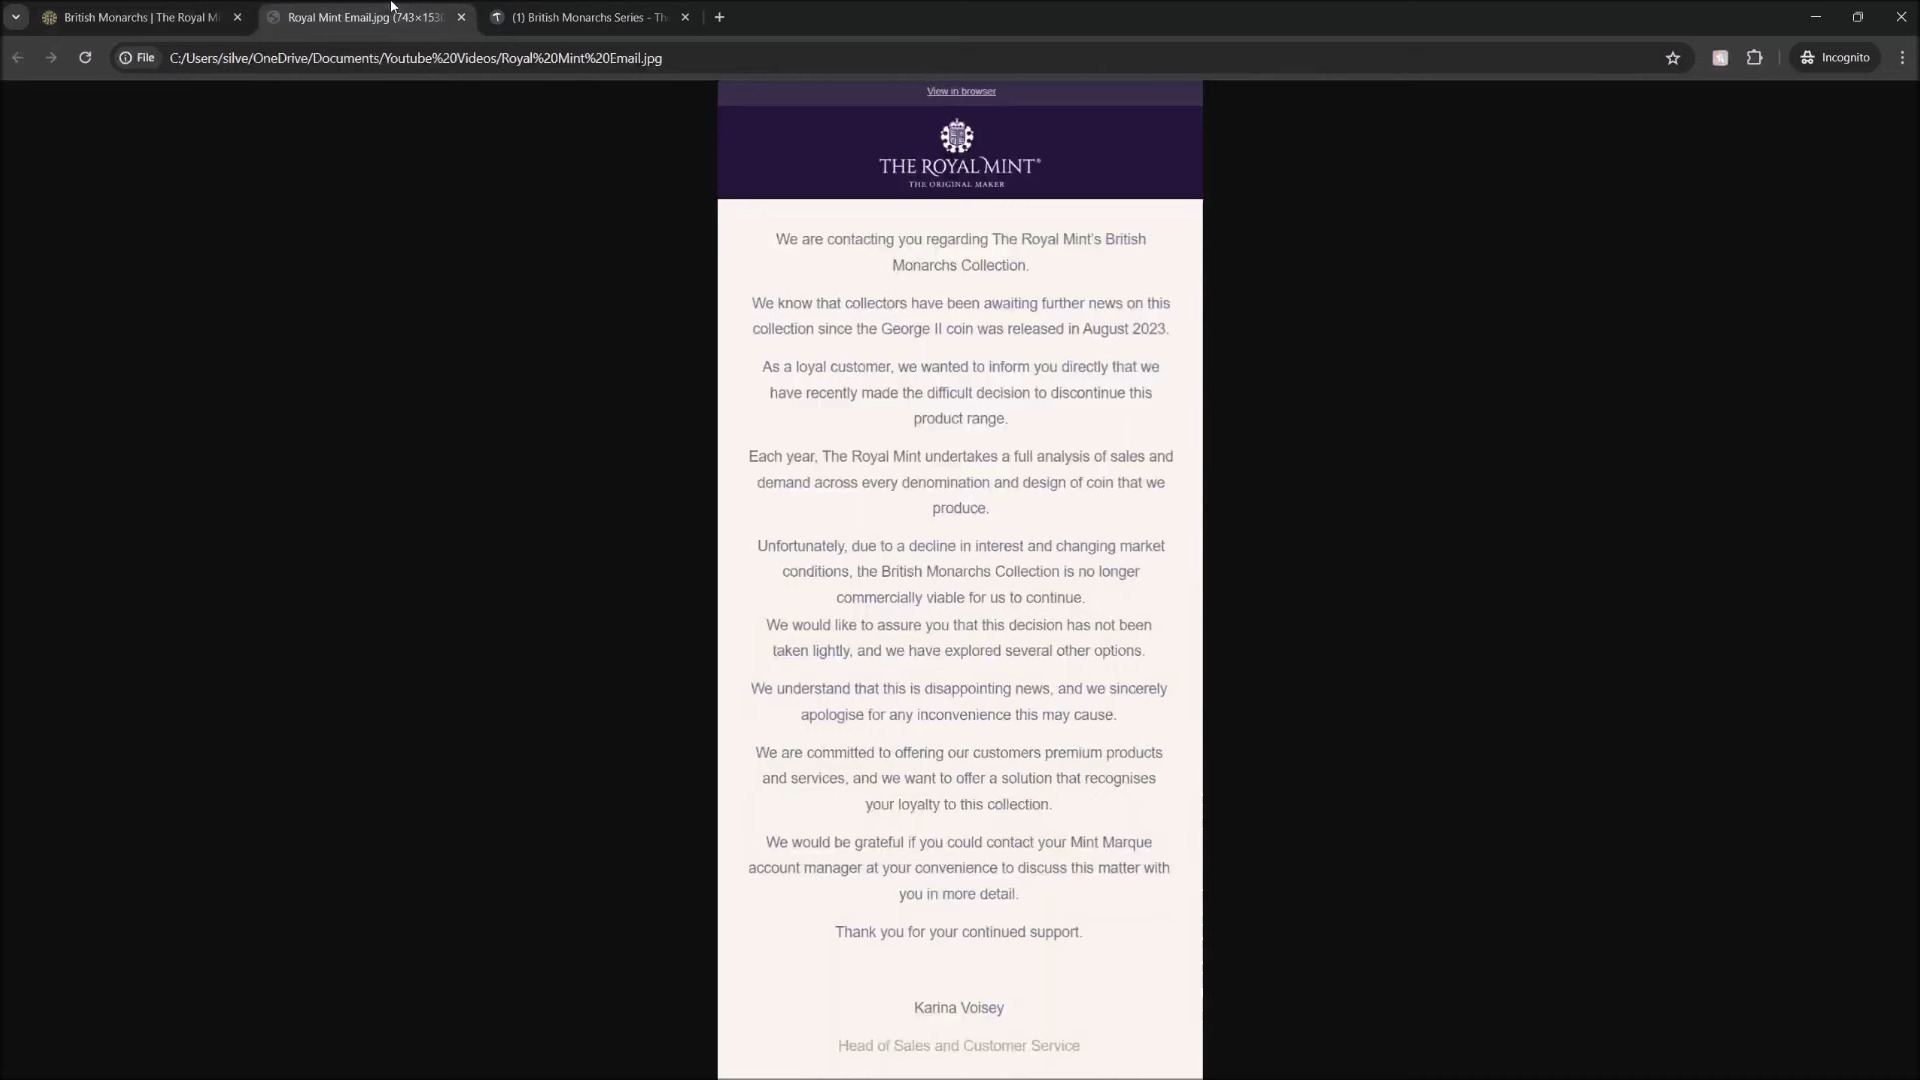 British Monarchs | The Royal Mi
Royal Mint Email.jpg (743×1530
(1) British Monarchs Series - Th
File
C:/Users/silve/OneDrive/Documents/Youtube%20Videos/Royal%20Mint%20Email.jpg
Incognito
View in browser
THE ROYAL MINT®
THE ORIGINAL MAKER
We are contacting you regarding The Royal Mint's British
Monarchs Collection.
We know that collectors have been awaiting further news on this
collection since the George II coin was released in August 2023.
As a loyal customer, we wanted to inform you directly that we
have recently made the difficult decision to discontinue this
product range.
Each year, The Royal Mint undertakes a full analysis of sales and
demand across every denomination and design of coin that we
produce.
Unfortunately, due to a decline in interest and changing market
conditions, the British Monarchs Collection is no longer
commercially viable for us to continue.
We would like to assure you that this decision has not been
taken lightly, and we have explored several other options.
We understand that this is disappointing news, and we sincerely
apologise for any inconvenience this may cause.
We are committed to offering our customers premium products
and services, and we want to offer a solution that recognises
your loyalty to this collection.
We would be grateful if you could contact your Mint Marque
account manager at your convenience to discuss this matter with
you in more detail.
Thank you for your continued support.
Karina Voisey
Head of Sales and Customer Service